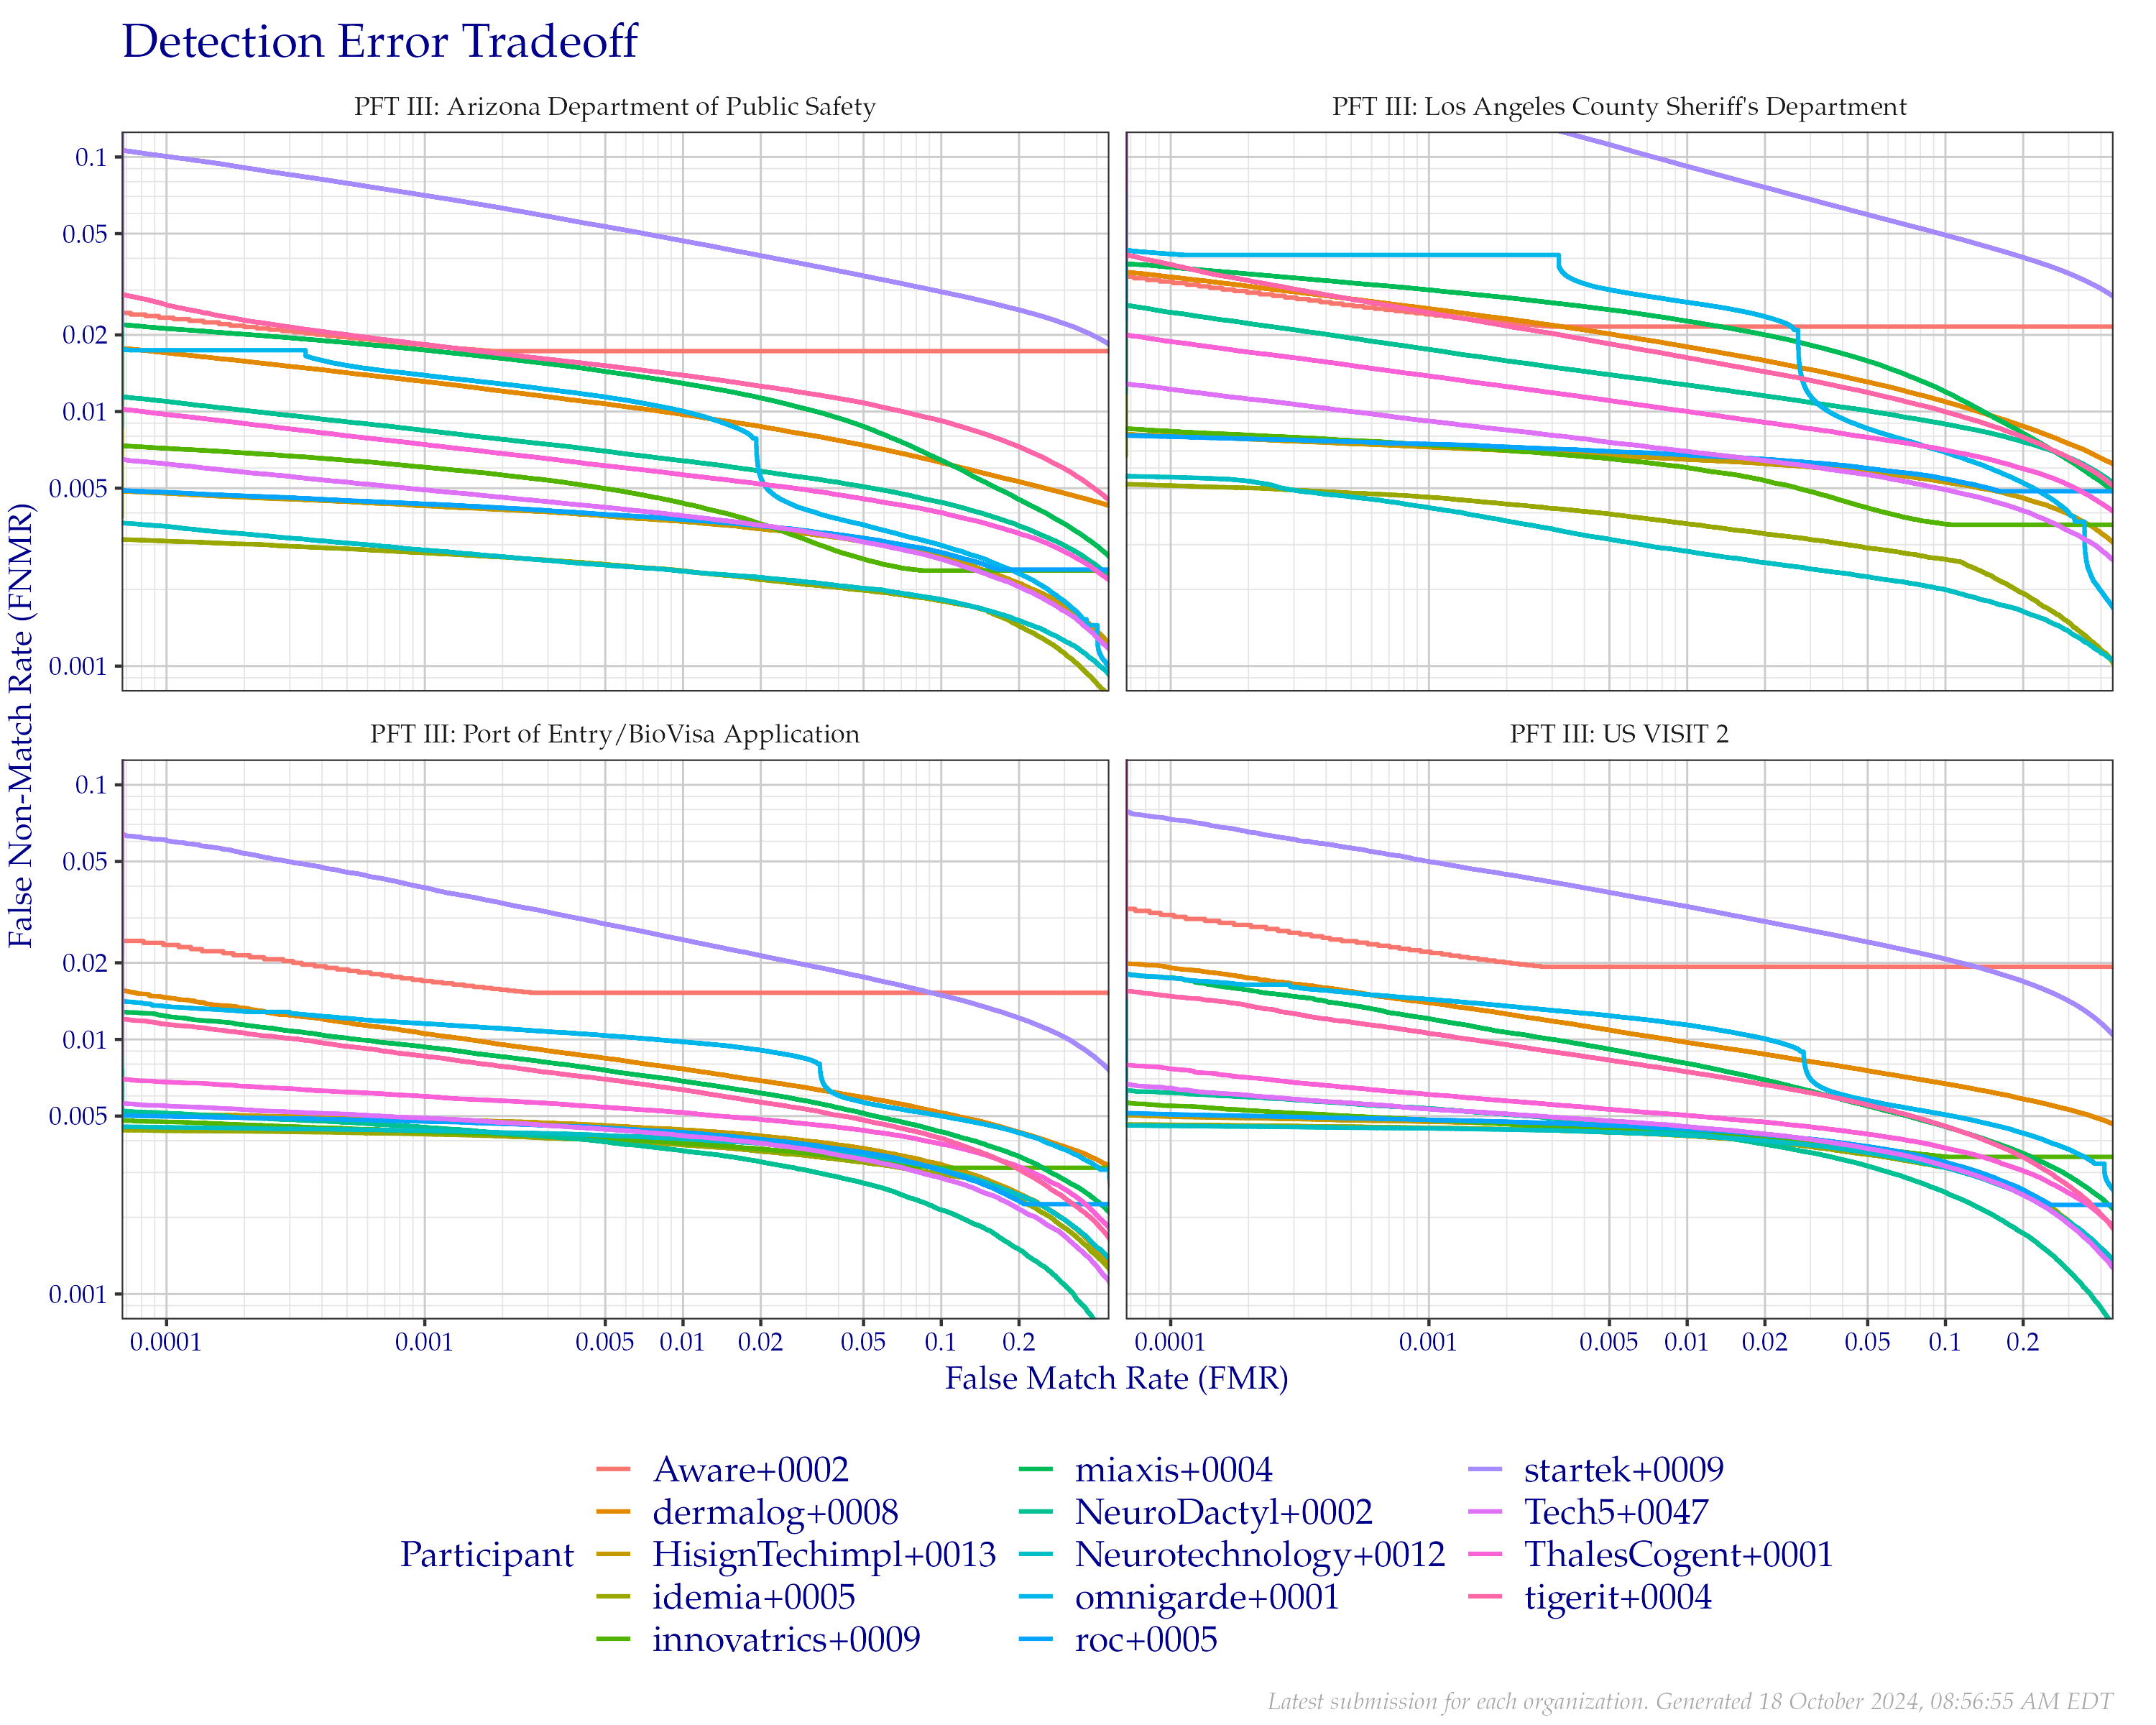 Detection Error Tradeoff
PFT III: Arizona Department of Public Safety
PFT III: Los Angeles County Sheriff's Department
0.1
0.05
0.02
0.01
0.005
0.001
PFT III: Port of Entry/BioVisa Application
PFT III: US VISIT 2
0.1
0.05
0.02
0.01
0.005
0.001
False Non-Match Rate (FNMR)
0.0001 0.001 0.005 0.01 0.02 0.05 0.1 0.2
0.0001 0.001 0.005 0.01 0.02 0.05 0.1 0.2
False Match Rate (FMR)
Participant
Aware+0002
dermalog+0008
HisignTechimpl+0013
idemia+0005
innovatrics+0009
miaxis+0004
NeuroDactyl+0002
Neurotechnology+0012
omnigarde+0001
roc+0005
startek+0009
Tech5+0047
ThalesCogent+0001
tigerit+0004
Latest submission for each organization. Generated 18 October 2024, 08:56:55 AM EDT